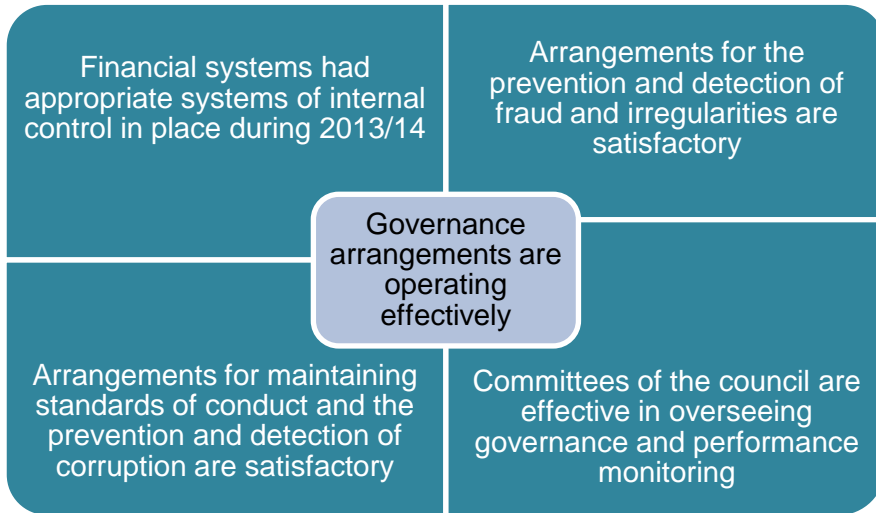 Financial systems had
appropriate systems of internal
control in place during 2013/14
Arrangements for the
prevention and detection of
fraud and irregularities are
satisfactory
Governance
arrangements are
operating
effectively
Arrangements for maintaining
standards of conduct and the
prevention and detection of
corruption are satisfactory
Committees of the council are
effective in overseeing
governance and performance
monitoring